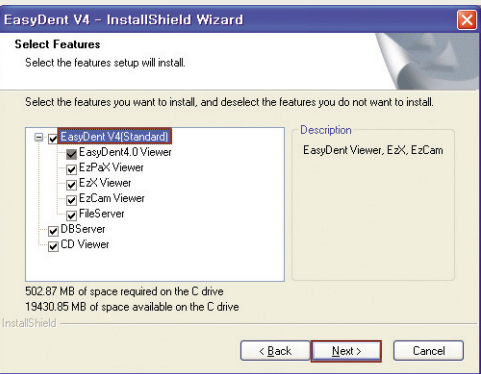 EasyDent V4 - InstallShield Wizard
Select Features
Select the features setup will install.
Select the features you want to install, and deselect the features you do not want to install.
EasyDent V4(Standard)
EasyDent4.0 Viewer
EzPaX Viewer
EzX Viewer
EzCam Viewer
FileServer
DBServer
CD Viewer
Description
EasyDent Viewer, EzX, EzCam
502.87 MB of space required on the C drive
19430.85 MB of space available on the C drive
InstallShield
< Back
Next >
Cancel